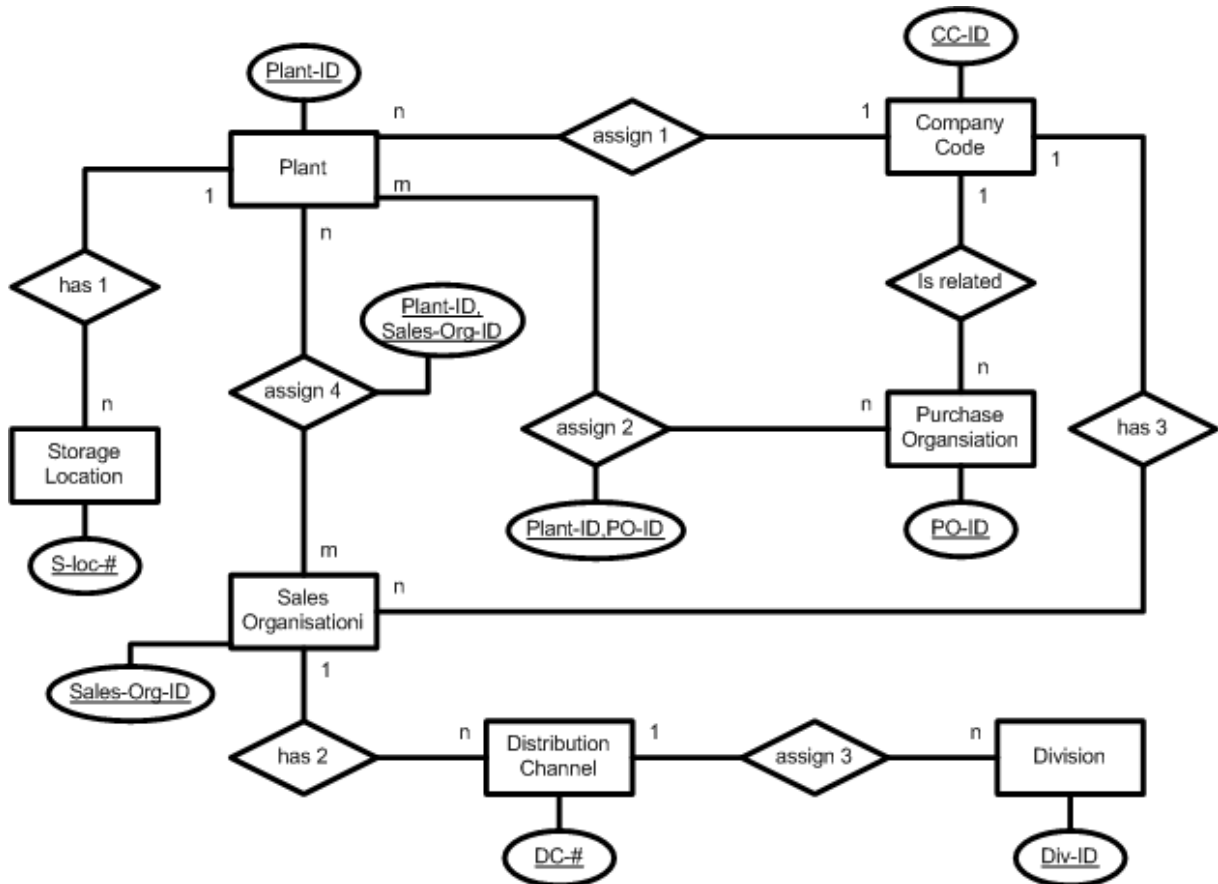 CC-ID
Plant-ID
n
assign 1
1
Company
Code
1
Plant
1
m
n
1
has 1
Is related
Plant-ID,
Sales-Org-ID
assign 4
n
n
assign 2
n
Purchase
Organsiation
has 3
Storage
Location
Plant-ID,PO-ID
PO-ID
S-loc-#
m
Sales
Organisationi
n
1
Sales-Org-ID
has 2
n
Distribution
Channel
1
assign 3
n
Division
DC-#
Div-ID